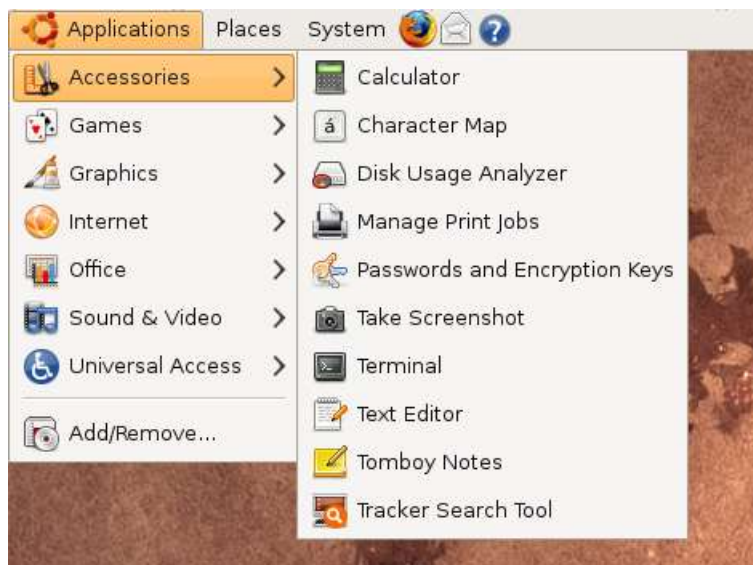 Applications Places System
Accessories
Games
Graphics
Internet
Office
Sound & Video
Universal Access
Add/Remove...
Calculator
á Character Map
Disk Usage Analyzer
Manage Print Jobs
Passwords and Encryption Keys
Take Screenshot
Terminal
Text Editor
Tomboy Notes
Tracker Search Tool